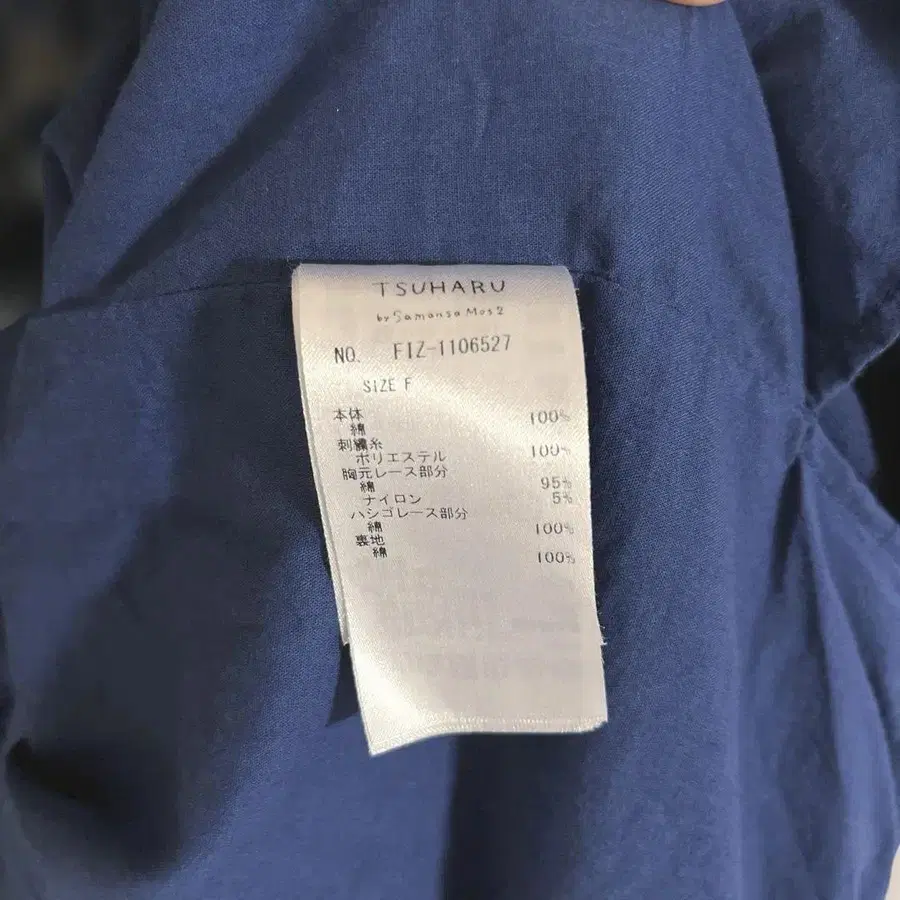 TSUHARU
by Samansa Mos2
NO. FIZ-1106527
SIZE F
本体 100%
綿
刺繍糸
ポリエステル 100%
胸元レース部分
綿 95%
ナイロン 5%
ハシゴレース部分
綿 100%
裏地
綿 100%